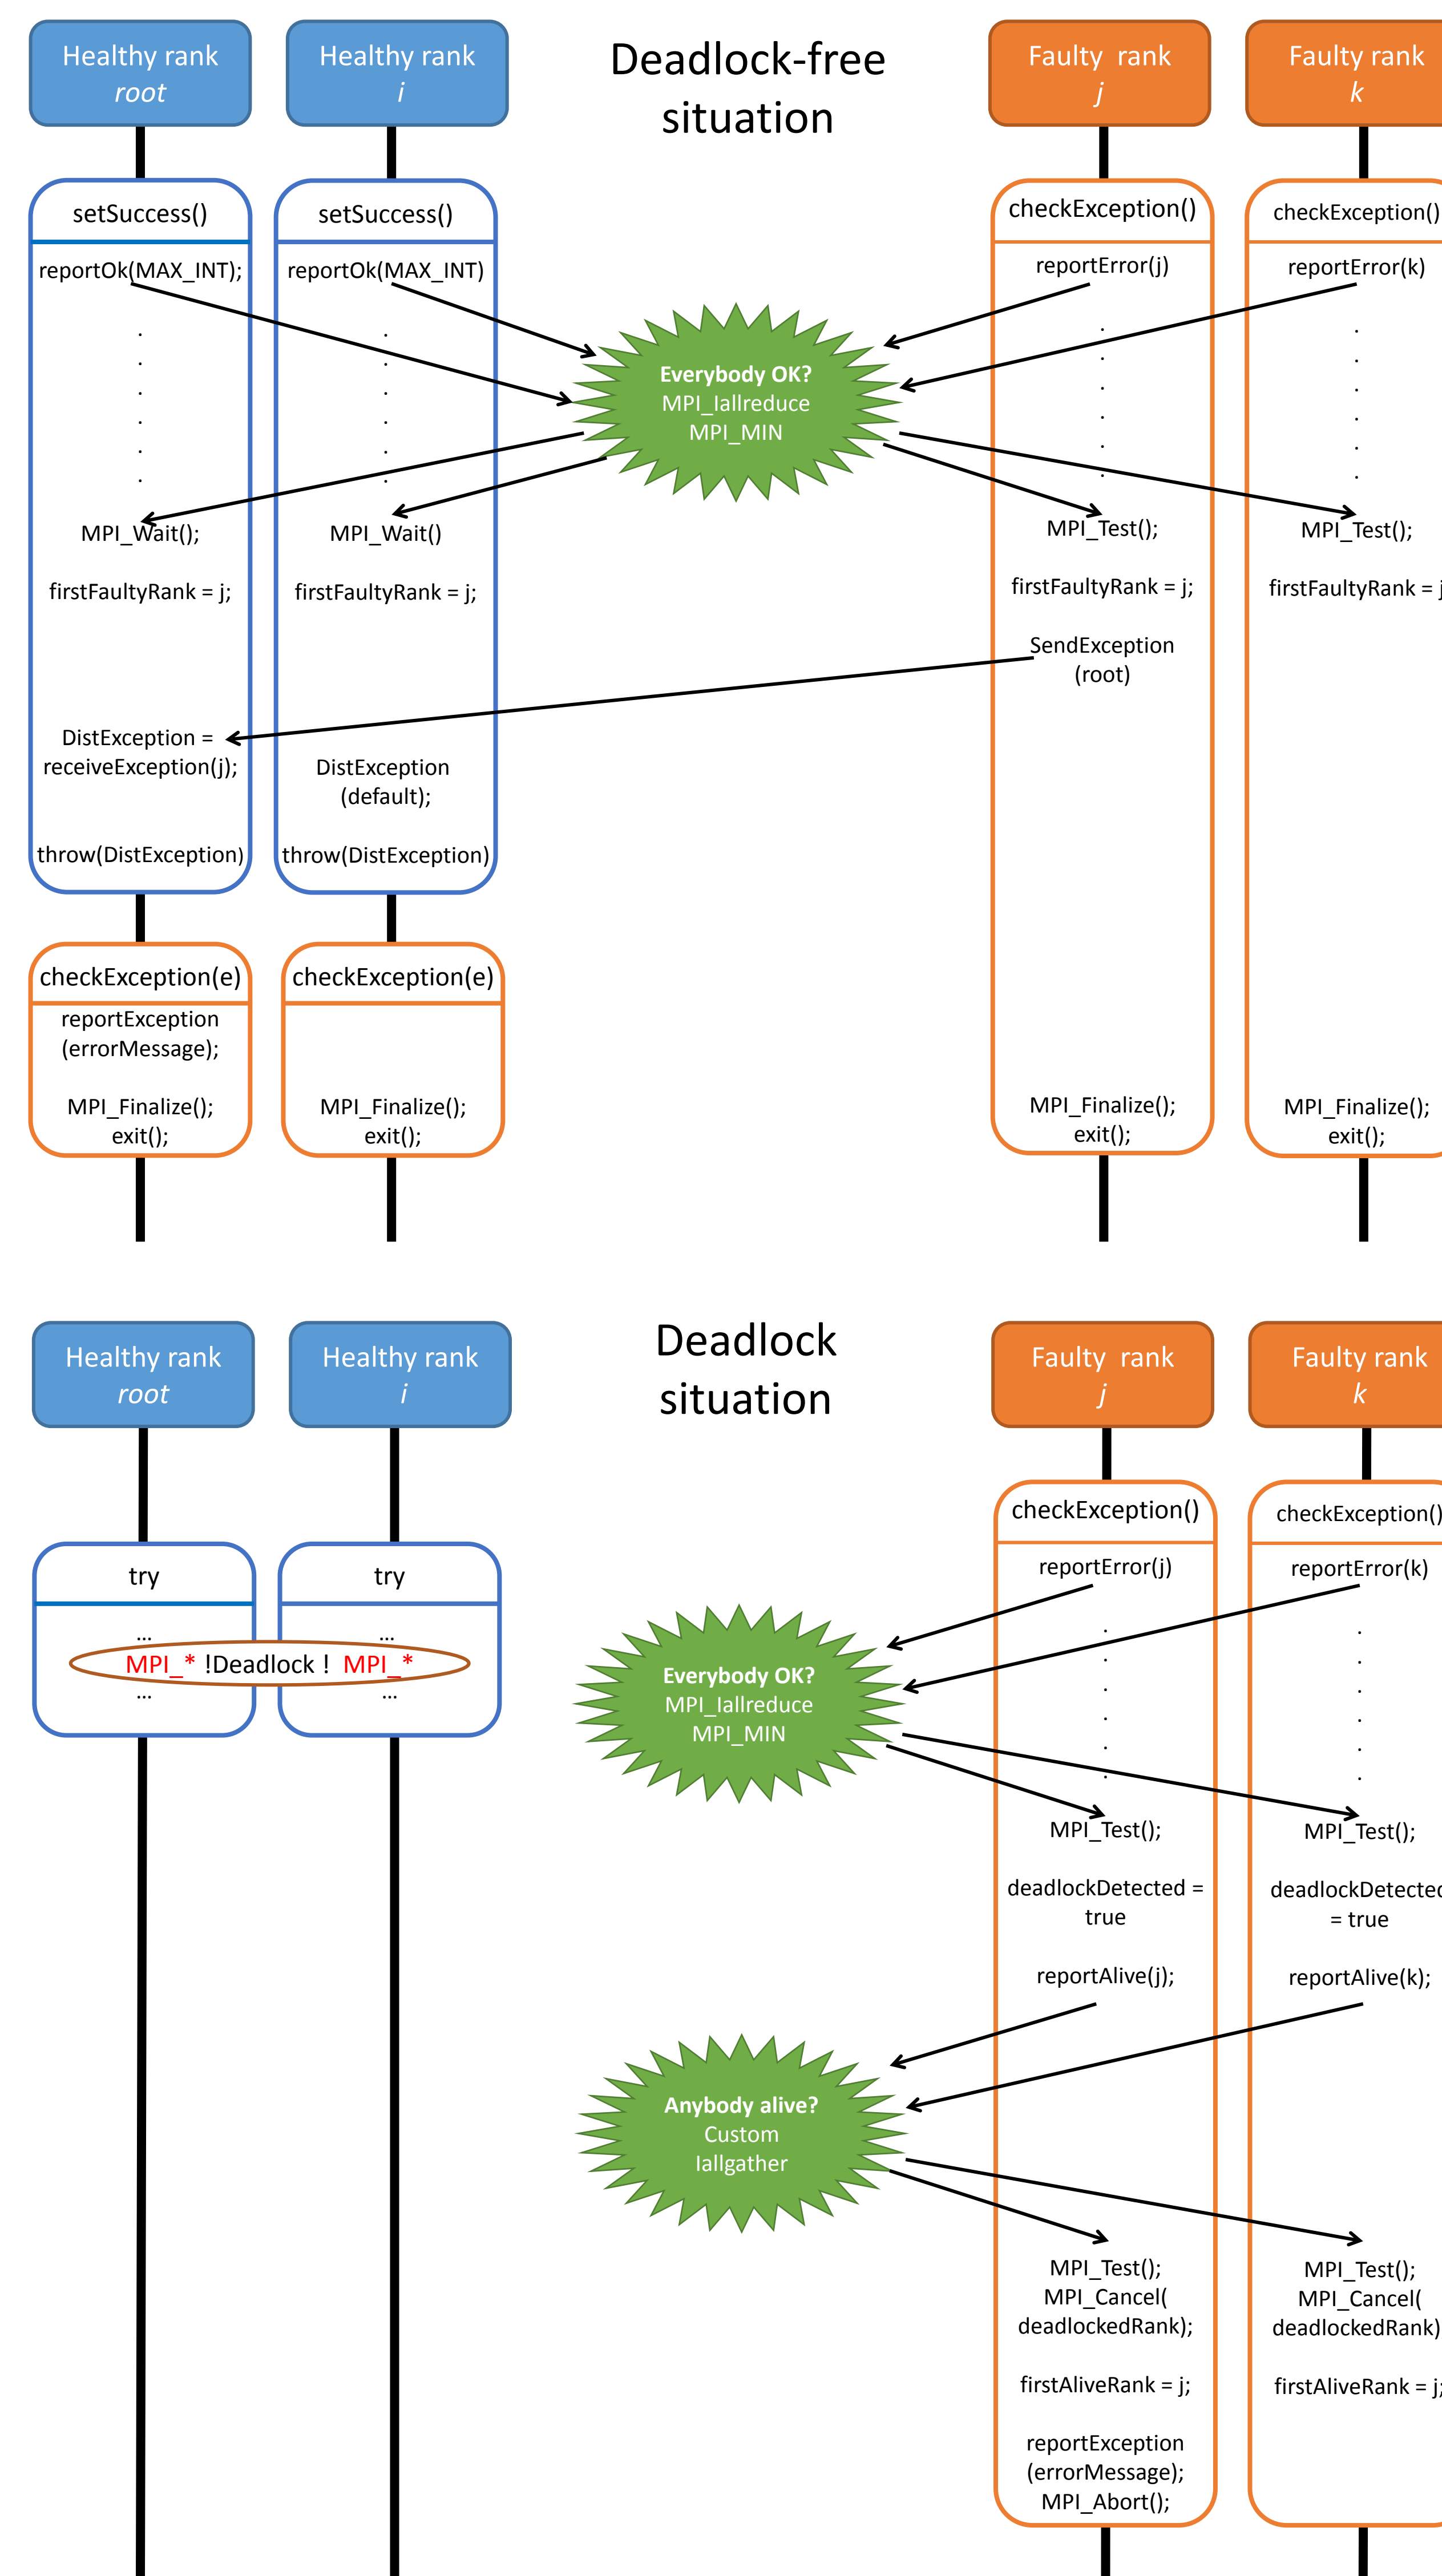 Healthy rank
root
Healthy rank
i
Deadlock-free
situation
Faulty rank
j
Faulty rank
k
setSuccess()
reportOk(MAX_INT);
.
.
.
.
.
.
MPI_Wait();
firstFaultyRank = j;
DistException =
receiveException(j);
throw(DistException)
setSuccess()
reportOk(MAX_INT)
.
.
.
.
.
.
MPI_Wait()
firstFaultyRank = j;
DistException
(default);
throw(DistException)
Everybody OK?
MPI_Iallreduce
MPI_MIN
checkException()
reportError(j)
.
.
.
.
.
.
MPI_Test();
firstFaultyRank = j;
SendException
(root)
MPI_Finalize();
exit();
checkException()
reportError(k)
.
.
.
.
.
.
MPI_Test();
firstFaultyRank = j
MPI_Finalize();
exit();
checkException(e)
reportException
(errorMessage);
MPI_Finalize();
exit();
checkException(e)
MPI_Finalize();
exit();
Healthy rank
root
Healthy rank
i
Deadlock
situation
Faulty rank
j
Faulty rank
k
try
...
try
...
MPI_* !Deadlock ! MPI_*
...
...
Everybody OK?
MPI_Iallreduce
MPI_MIN
Anybody alive?
Custom
Iallgather
checkException()
reportError(j)
.
.
.
.
.
.
MPI_Test();
deadlockDetected =
true
reportAlive(j);
MPI_Test();
MPI_Cancel(
deadlockedRank);
firstAliveRank = j;
reportException
(errorMessage);
MPI_Abort();
checkException()
reportError(k)
.
.
.
.
.
.
MPI_Test();
deadlockDetected
= true
reportAlive(k);
MPI_Test();
MPI_Cancel(
deadlockedRank)
firstAliveRank = j;